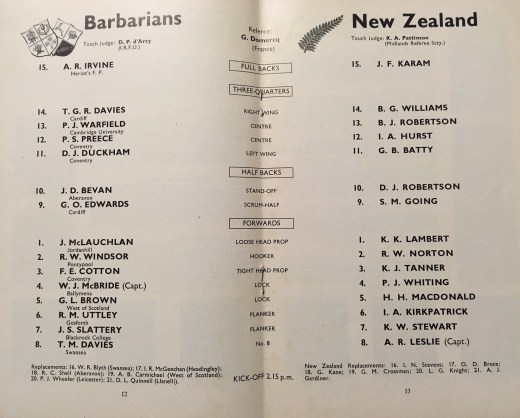 Barbarians
Touch Judge: D. P. d'Arcy
(I.R.F.U.)
Referee:
G. Domercq
(France)
New Zealand
Touch Judge: K. A. Pattinson
(Midlands Referee Scty.)
15. A. R. IRVINE
Heriot's F. P.
FULL BACKS
15. J. F. KARAM
THREE-QUARTERS
14. T. G. R. DAVIES
Cardiff
RIGHT WING
14. B. G. WILLIAMS
13. P. J. WARFIELD
Cambridge University
CENTRE
13. B. J. ROBERTSON
12. P. S. PREECE
Coventry
CENTRE
12. I. A. HURST
11. D. J. DUCKHAM
Coventry
LEFT WING
11. G. B. BATTY
HALF BACKS
10. J. D. BEVAN
Aberavon
STAND-OFF
10. D. J. ROBERTSON
9. G. O. EDWARDS
Cardiff
SCRUM-HALF
9. S. M. GOING
FORWARDS
1. J. McLAUCHLAN
Jordanhill
LOOSE HEAD PROP
1. K. K. LAMBERT
2. R. W. WINDSOR
Pontypool
HOOKER
2. R. W. NORTON
3. F. E. COTTON
Coventry
TIGHT HEAD PROP
3. K. J. TANNER
4. W. J. McBRIDE (Capt.)
Ballymena
LOCK
4. P. J. WHITING
5. G. L. BROWN
West of Scotland
LOCK
5. H. H. MACDONALD
6. R. M. UTTLEY
Gosforth
FLANKER
6. I. A. KIRKPATRICK
7. J. S. SLATTERY
Blackrock College
FLANKER
7. K. W. STEWART
8. T. M. DAVIES
Swansea
No. 8
8. A. R. LESLIE (Capt.)
Replacements: 16. W. R. Blyth (Swansea); 17. I. R. McGeechan (Headingley);
18. R. C. Shell (Aberavon); 19. A. B. Carmichael (West of Scotland);
20. P. J. Wheeler (Leicester); 21. D. L. Quinnell (Llanelli).
KICK-OFF 2.15 p.m.
New Zealand Replacements: 16. I. N. Stevens; 17. O. D. Bruce;
18. G. Kane; 19. G. M. Crossman; 20. L. G. Knight; 21. A. J.
Gardiner.
12
13